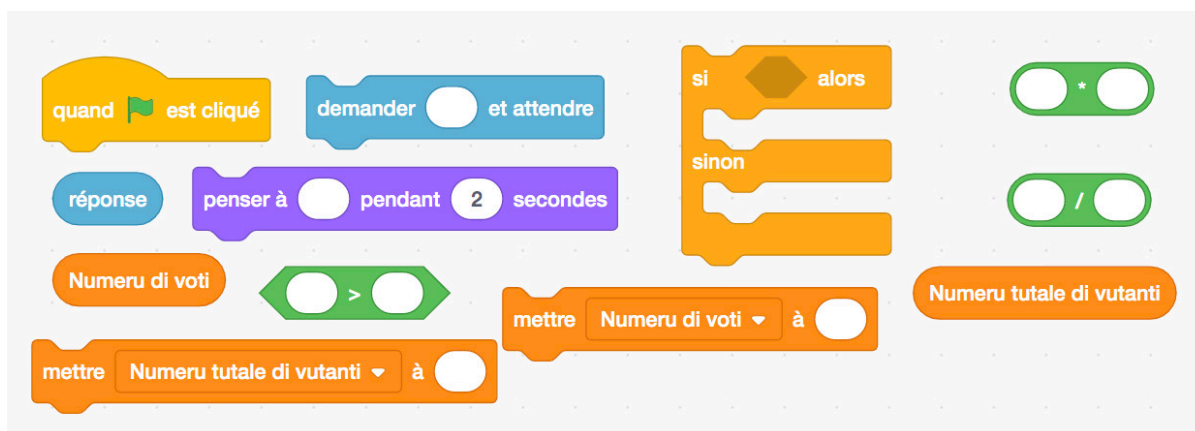 quand est cliqué
demander et attendre
si alors
sinon
*
réponse
penser à pendant 2 secondes
/
Numeru di voti
>
mettre Numeru di voti à
Numeru tutale di vutanti
mettre Numeru tutale di vutanti à